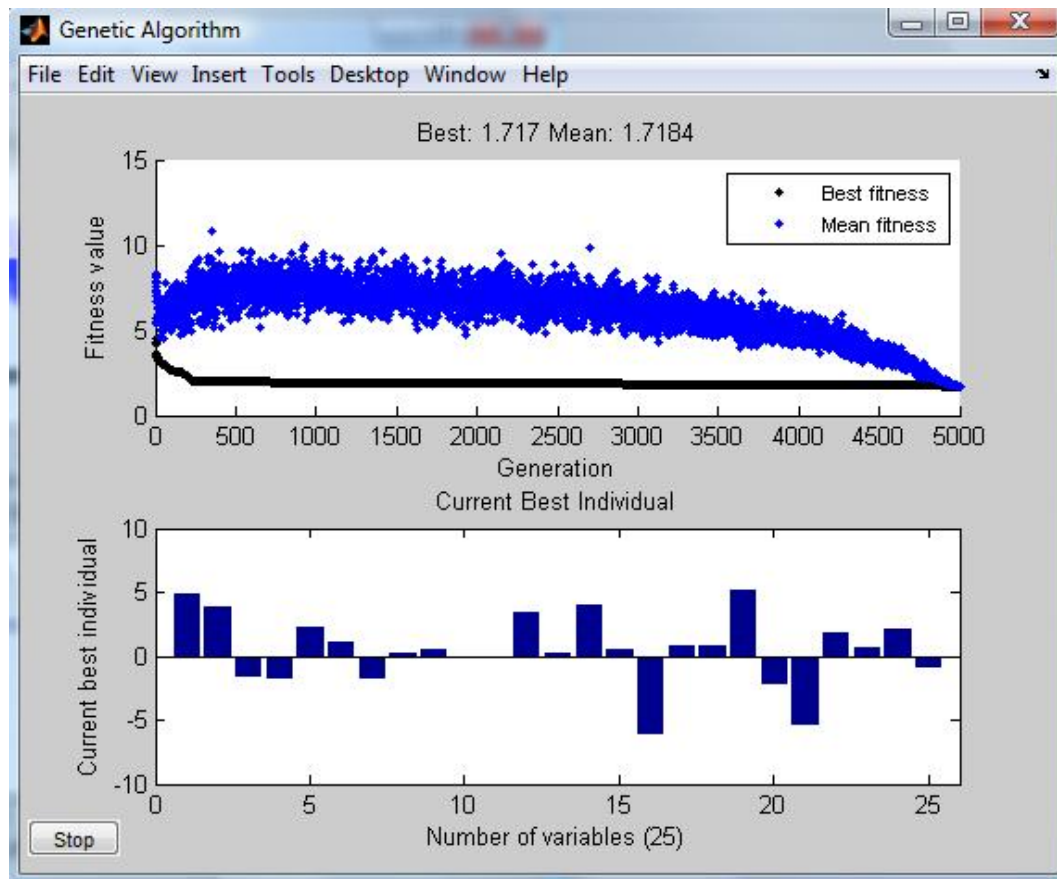 Genetic Algorithm
File Edit View Insert Tools Desktop Window Help
Best: 1.717 Mean: 1.7184
Fitness value
15
10
5
0
Best fitness
Mean fitness
0 500 1000 1500 2000 2500 3000 3500 4000 4500 5000
Generation
Current Best Individual
Current best individual
10
5
0
-5
-10
0 5 10 15 20 25
Number of variables (25)
Stop